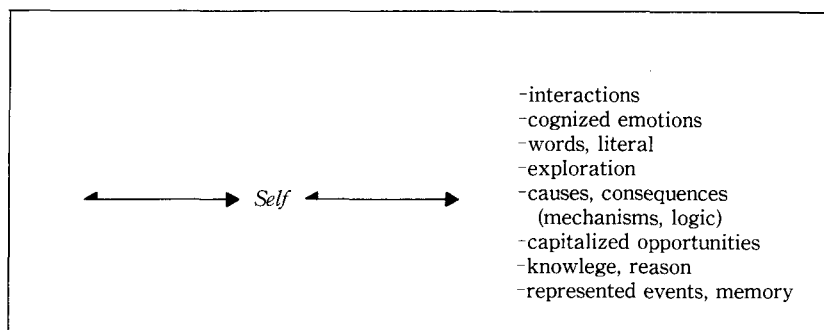 -interactions
-cognized emotions
-words, literal
-exploration
Self
-causes, consequences
(mechanisms, logic)
-capitalized opportunities
-knowlege, reason
-represented events, memory